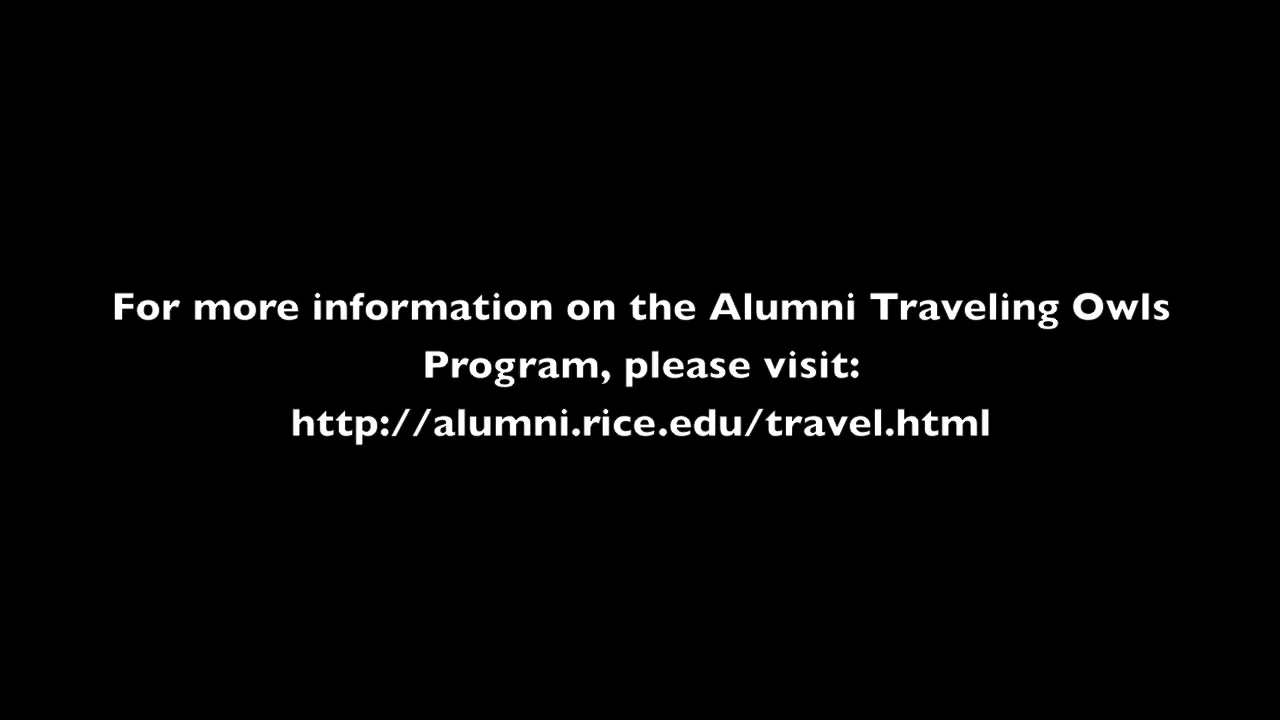 For more information on the Alumni Traveling Owls
Program, please visit:
http://alumni.rice.edu/travel.html